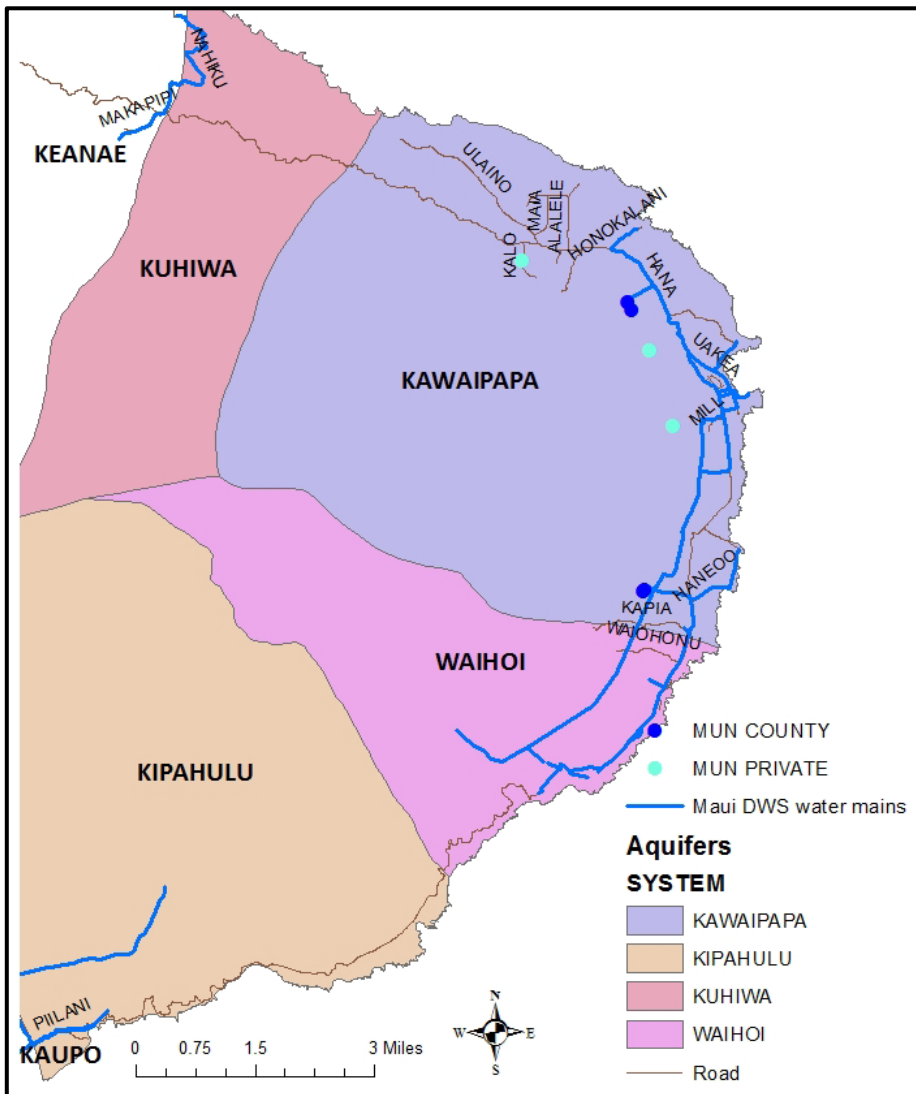 NAHIKU
MAKAPIPI
KEANAE
ULAINO
MAIA
ALALELE
HONOKALANI
KALO
HANA
KUHIWA
UAKEA
KAWAIPAPA
MILL
HANEOO
KAPIA
WAIOHONU
WAIHOI
KIPAHULU
PIILANI
KAUPO
0 0.75 1.5 3 Miles
N
W E
S
MUN COUNTY
MUN PRIVATE
Maui DWS water mains
Aquifers
SYSTEM
KAWAIPAPA
KIPAHULU
KUHIWA
WAIHOI
Road